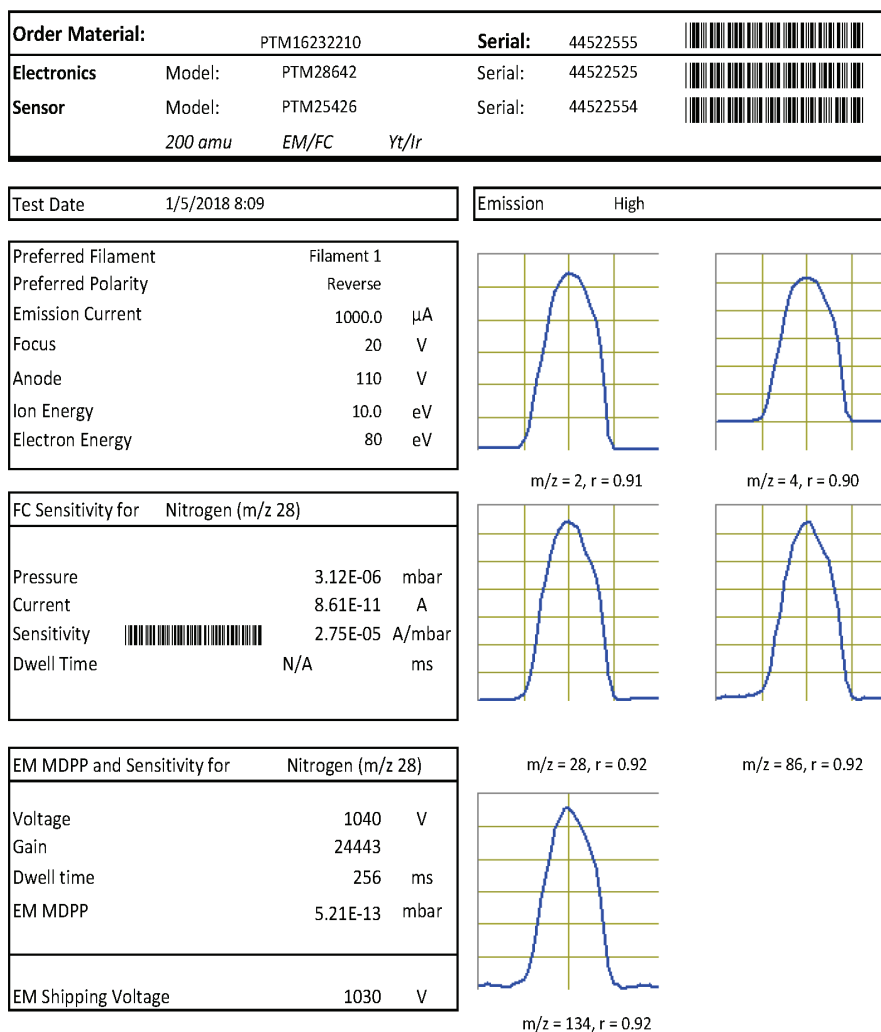 Order Material: PTM16232210 Serial: 44522555
Electronics Model: PTM28642 Serial: 44522525
Sensor Model: PTM25426 Serial: 44522554
200 amu EM/FC Yt/Ir
Test Date 1/5/2018 8:09
Emission High
Preferred Filament Filament 1
Preferred Polarity Reverse
Emission Current 1000.0 µA
Focus 20 V
Anode 110 V
Ion Energy 10.0 eV
Electron Energy 80 eV
m/z = 2, r = 0.91
m/z = 4, r = 0.90
FC Sensitivity for Nitrogen (m/z 28)
Pressure 3.12E-06 mbar
Current 8.61E-11 A
Sensitivity 2.75E-05 A/mbar
Dwell Time N/A ms
m/z = 28, r = 0.92
m/z = 86, r = 0.92
EM MDPP and Sensitivity for Nitrogen (m/z 28)
Voltage 1040 V
Gain 24443
Dwell time 256 ms
EM MDPP 5.21E-13 mbar
EM Shipping Voltage 1030 V
m/z = 134, r = 0.92